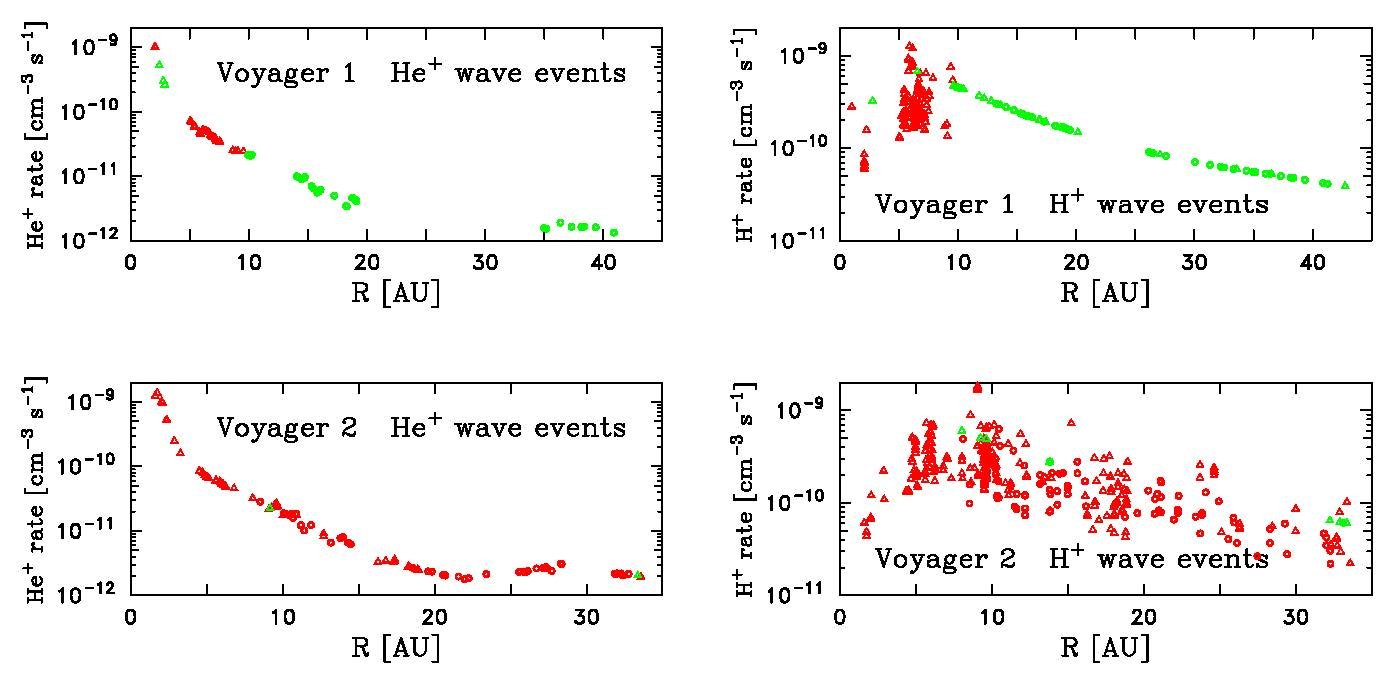 He⁺ rate [cm⁻³ s⁻¹]
10⁻⁹
10⁻¹⁰
10⁻¹¹
10⁻¹²
Voyager 1 He⁺ wave events
0 10 20 30 40
R [AU]
H⁺ rate [cm⁻³ s⁻¹]
10⁻⁹
10⁻¹⁰
10⁻¹¹
Voyager 1 H⁺ wave events
0 10 20 30 40
R [AU]
He⁺ rate [cm⁻³ s⁻¹]
10⁻⁹
10⁻¹⁰
10⁻¹¹
10⁻¹²
Voyager 2 He⁺ wave events
0 10 20 30
R [AU]
H⁺ rate [cm⁻³ s⁻¹]
10⁻⁹
10⁻¹⁰
10⁻¹¹
Voyager 2 H⁺ wave events
0 10 20 30
R [AU]